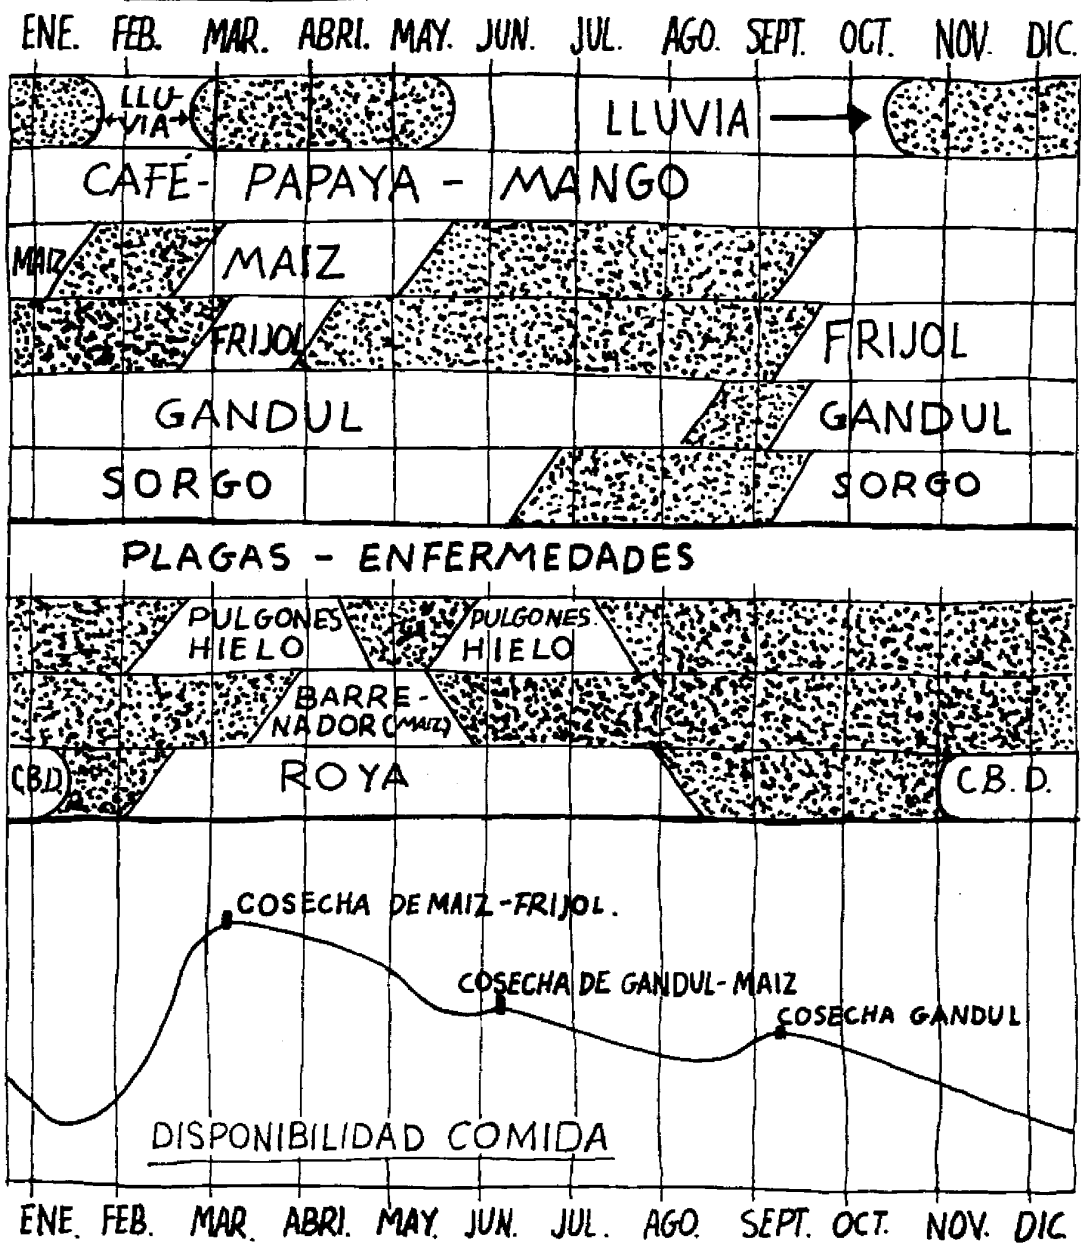 ENE. FEB. MAR. ABRI. MAY. JUN. JUL. AGO. SEPT. OCT. NOV. DIC.
LLU-
VIA
LLUVIA
CAFÉ- PAPAYA - MANGO
MAIZ MAIZ
FRIJOL FRIJOL
GANDUL GANDUL
SORGO SORGO
PLAGAS - ENFERMEDADES
PULGONES
HIELO
PULGONES.
HIELO
BARRE-
NADOR (MAIZ)
C.B.D. ROYA C.B.D.
COSECHA DE MAIZ-FRIJOL.
COSECHA DE GANDUL-MAIZ
COSECHA GANDUL
DISPONIBILIDAD COMIDA
ENE. FEB. MAR. ABRI. MAY. JUN. JUL. AGO. SEPT. OCT. NOV. DIC.